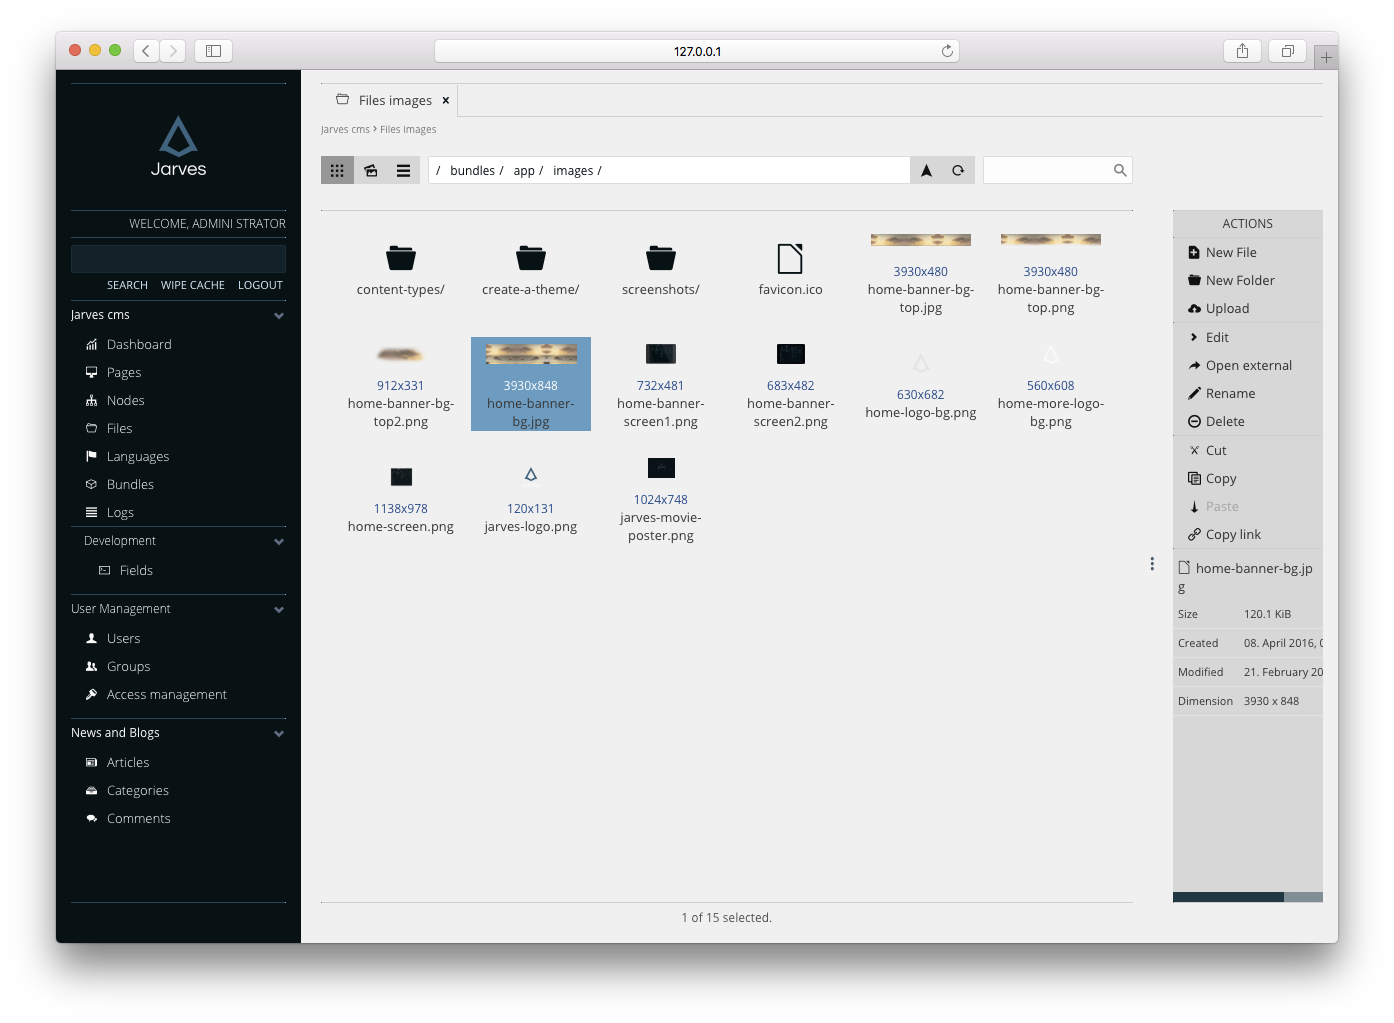 127.0.0.1
Jarves
WELCOME, ADMINI STRATOR
SEARCH WIPE CACHE LOGOUT
Jarves cms
Dashboard
Pages
Nodes
Files
Languages
Bundles
Logs
Development
Fields
User Management
Users
Groups
Access management
News and Blogs
Articles
Categories
Comments
Files images ×
Jarves cms › Files images
/ bundles / app / images /
content-types/
create-a-theme/
screenshots/
favicon.ico
3930x480
home-banner-bg-
top.jpg
3930x480
home-banner-bg-
top.png
912x331
home-banner-bg-
top2.png
3930x848
home-banner-
bg.jpg
732x481
home-banner-
screen1.png
683x482
home-banner-
screen2.png
630x682
home-logo-bg.png
560x608
home-more-logo-
bg.png
1138x978
home-screen.png
120x131
jarves-logo.png
1024x748
jarves-movie-
poster.png
1 of 15 selected.
ACTIONS
New File
New Folder
Upload
Edit
Open external
Rename
Delete
Cut
Copy
Paste
Copy link
home-banner-bg.jp
g
Size 120.1 KiB
Created 08. April 2016,
Modified 21. February 20
Dimension 3930 x 848